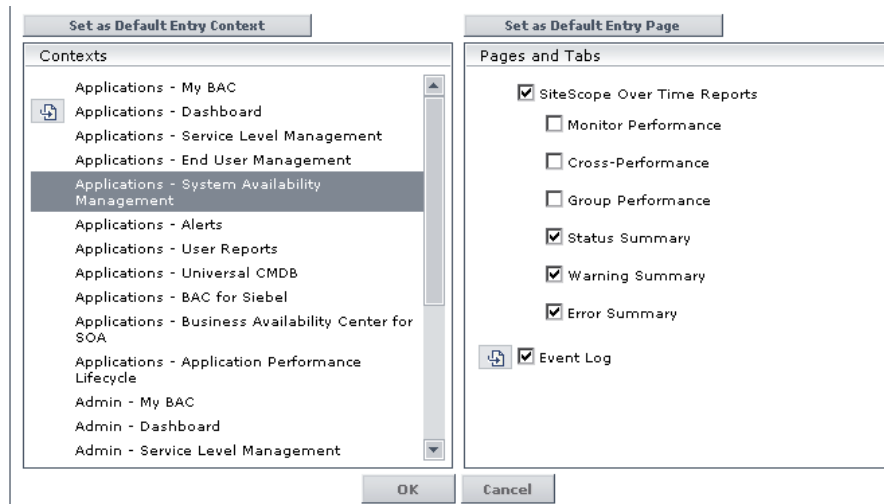 Set as Default Entry Context
Set as Default Entry Page
Contexts
Applications - My BAC
Applications - Dashboard
Applications - Service Level Management
Applications - End User Management
Applications - System Availability
Management
Applications - Alerts
Applications - User Reports
Applications - Universal CMDB
Applications - BAC for Siebel
Applications - Business Availability Center for
SOA
Applications - Application Performance
Lifecycle
Admin - My BAC
Admin - Dashboard
Admin - Service Level Management
Pages and Tabs
SiteScope Over Time Reports
Monitor Performance
Cross-Performance
Group Performance
Status Summary
Warning Summary
Error Summary
Event Log
OK
Cancel